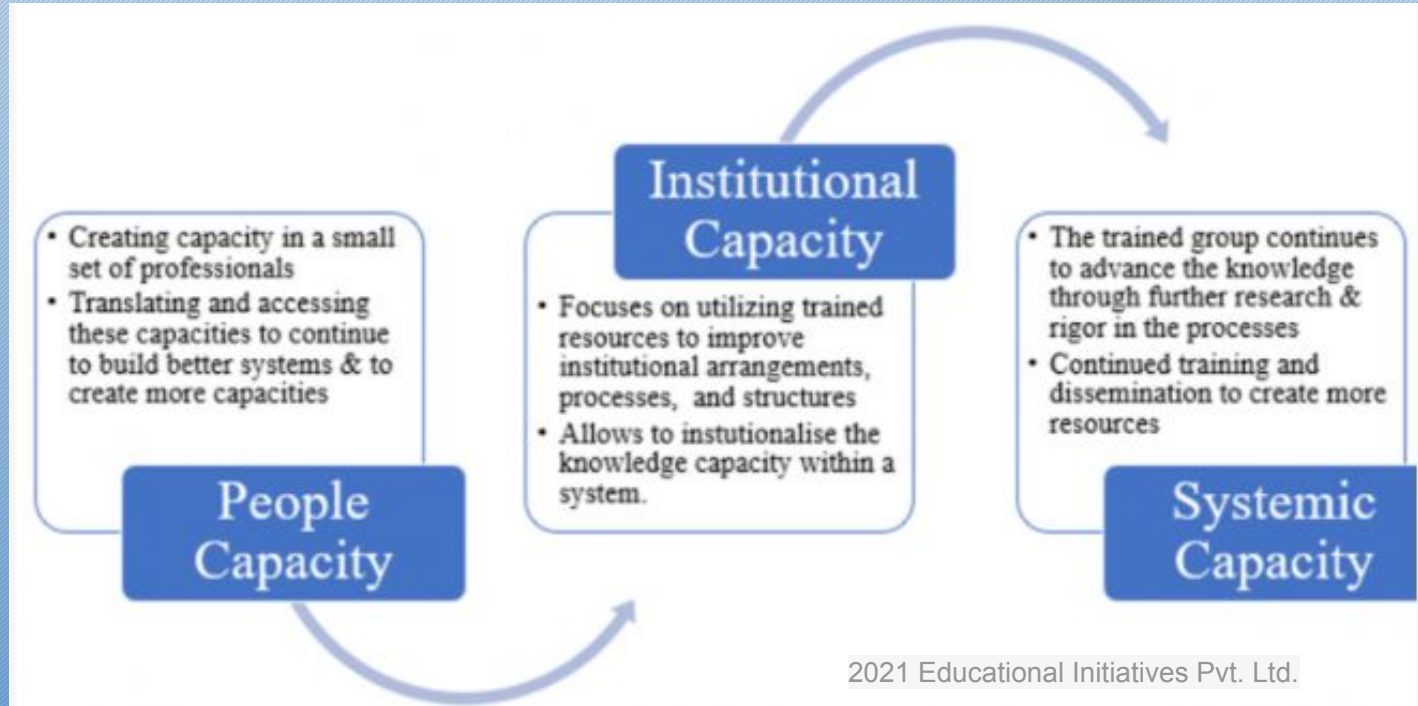 • Creating capacity in a small
set of professionals
• Translating and accessing
these capacities to continue
to build better systems & to
create more capacities
People
Capacity
Institutional
Capacity
• Focuses on utilizing trained
resources to improve
institutional arrangements,
processes, and structures
• Allows to instutionalise the
knowledge capacity within a
system.
• The trained group continues
to advance the knowledge
through further research &
rigor in the processes
• Continued training and
dissemination to create more
resources
Systemic
Capacity
2021 Educational Initiatives Pvt. Ltd.